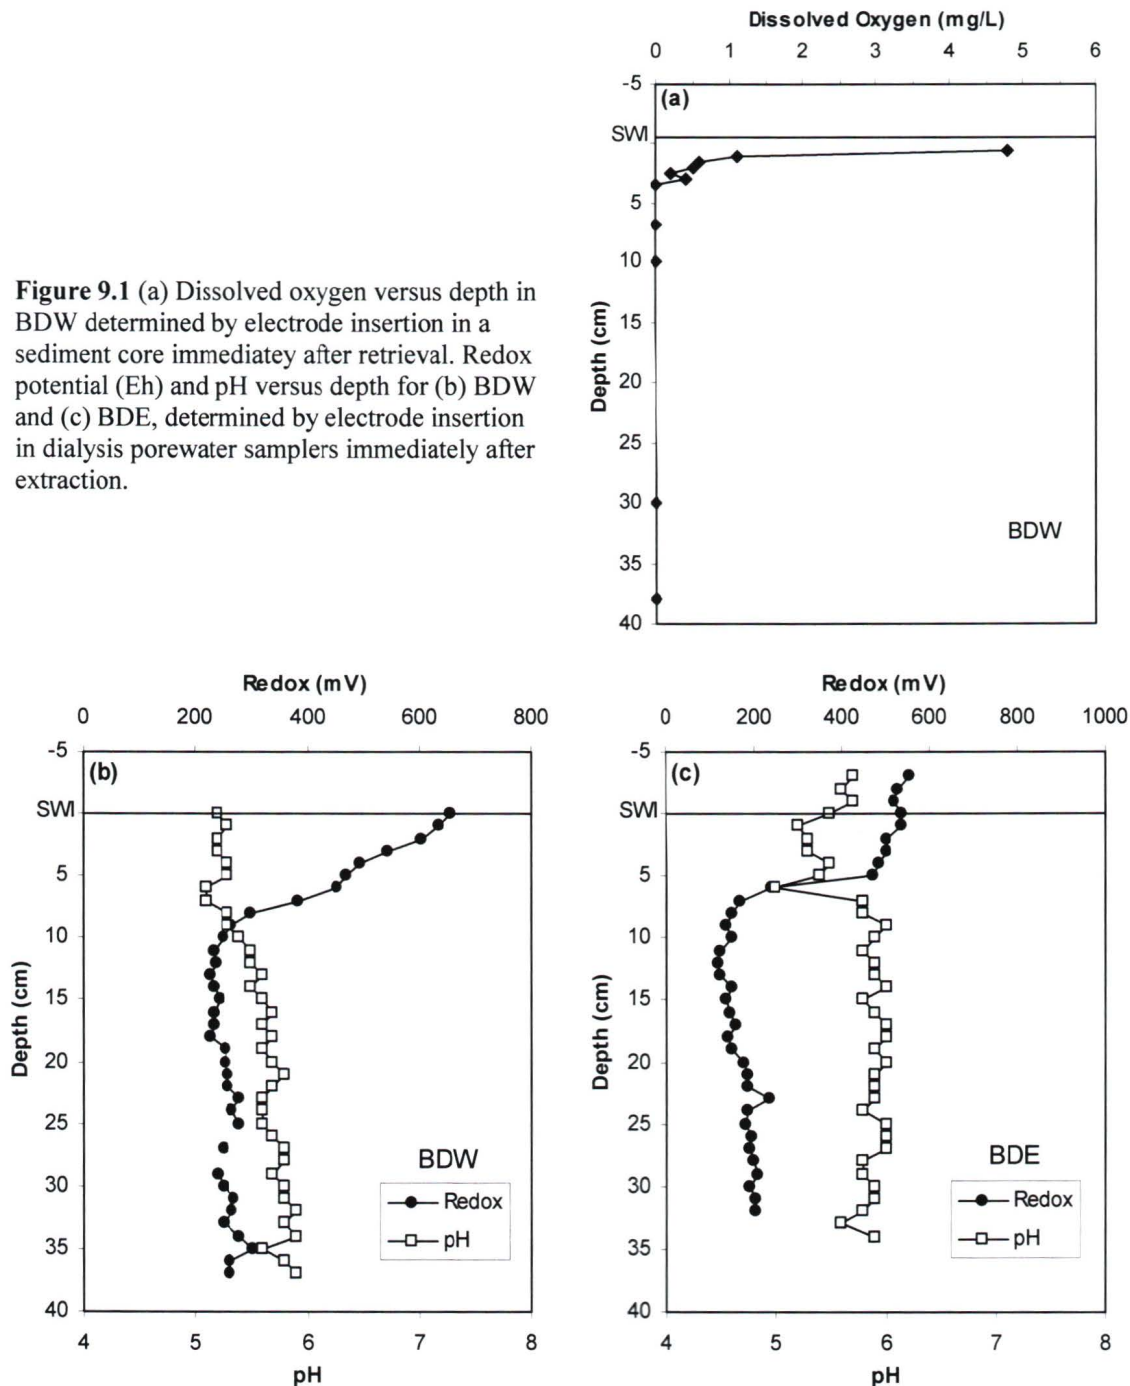 Dissolved Oxygen (mg/L)
0 1 2 3 4 5 6
-5
(a)
SWI
5
10
15
20
25
30
35
40
Depth (cm)
BDW
Figure 9.1 (a) Dissolved oxygen versus depth in
BDW determined by electrode insertion in a
sediment core immediatey after retrieval. Redox
potential (Eh) and pH versus depth for (b) BDW
and (c) BDE, determined by electrode insertion
in dialysis porewater samplers immediately after
extraction.
Redox (mV)
0 200 400 600 800
-5
(b)
SWI
5
10
15
20
25
30
35
40
Depth (cm)
BDW
Redox
pH
4 5 6 7 8
pH
Redox (mV)
0 200 400 600 800 1000
-5
(c)
SWI
5
10
15
20
25
30
35
40
Depth (cm)
BDE
Redox
pH
4 5 6 7 8
pH